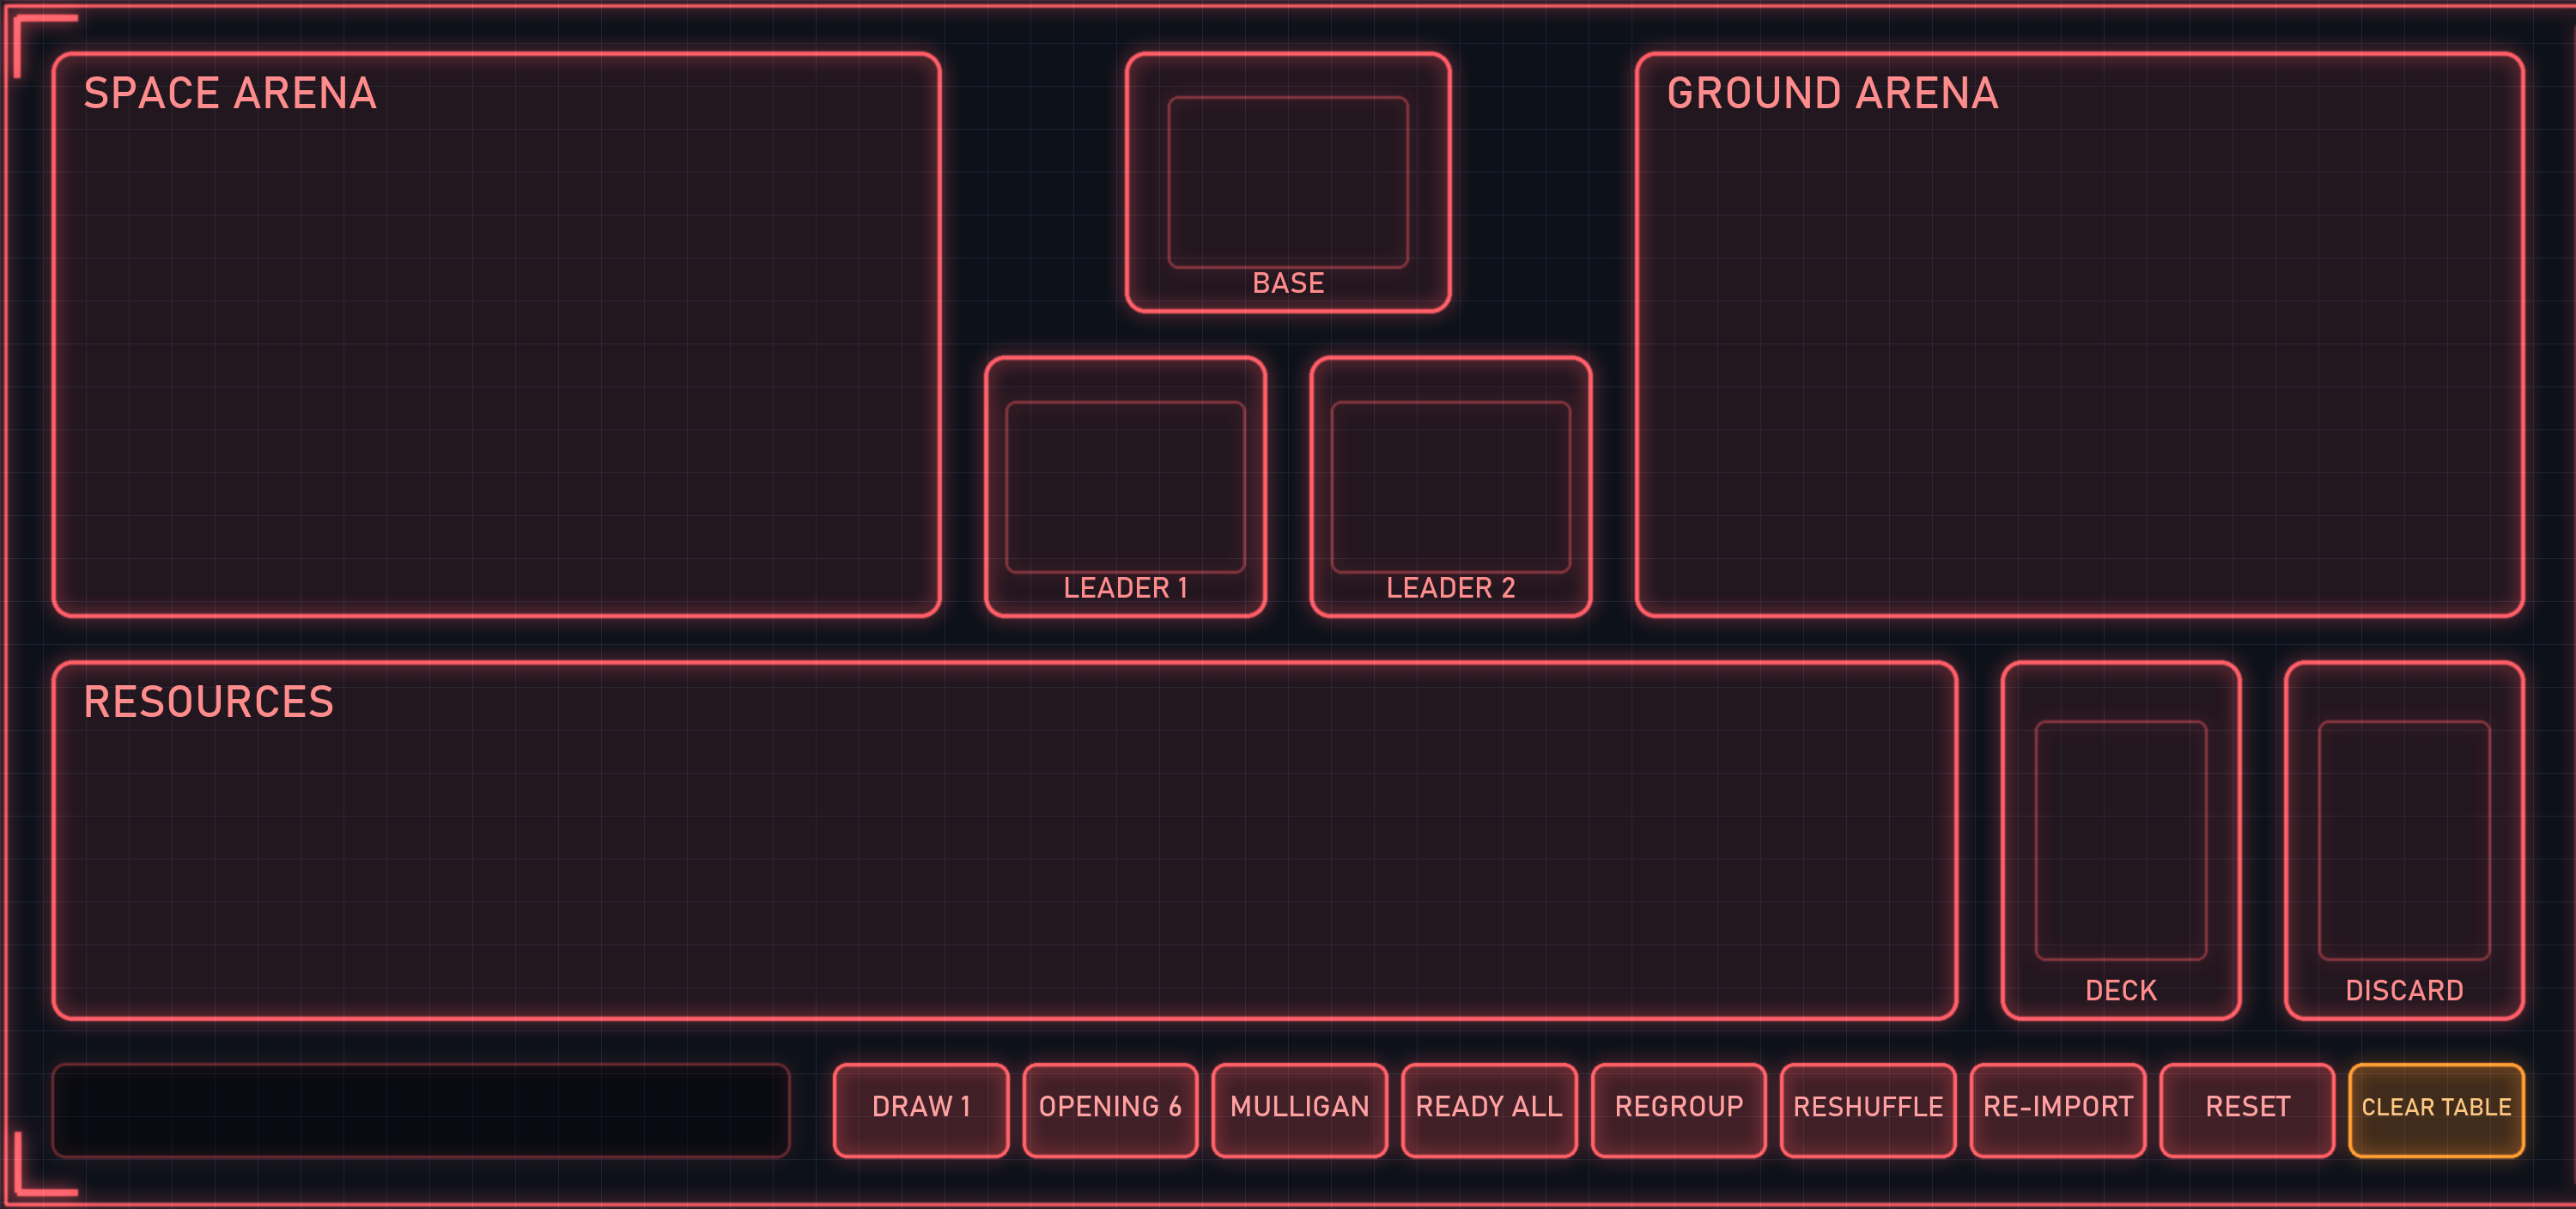 SPACE ARENA
BASE
GROUND ARENA
LEADER 1
LEADER 2
RESOURCES
DECK
DISCARD
DRAW 1
OPENING 6
MULLIGAN
READY ALL
REGROUP
RESHUFFLE
RE-IMPORT
RESET
CLEAR TABLE